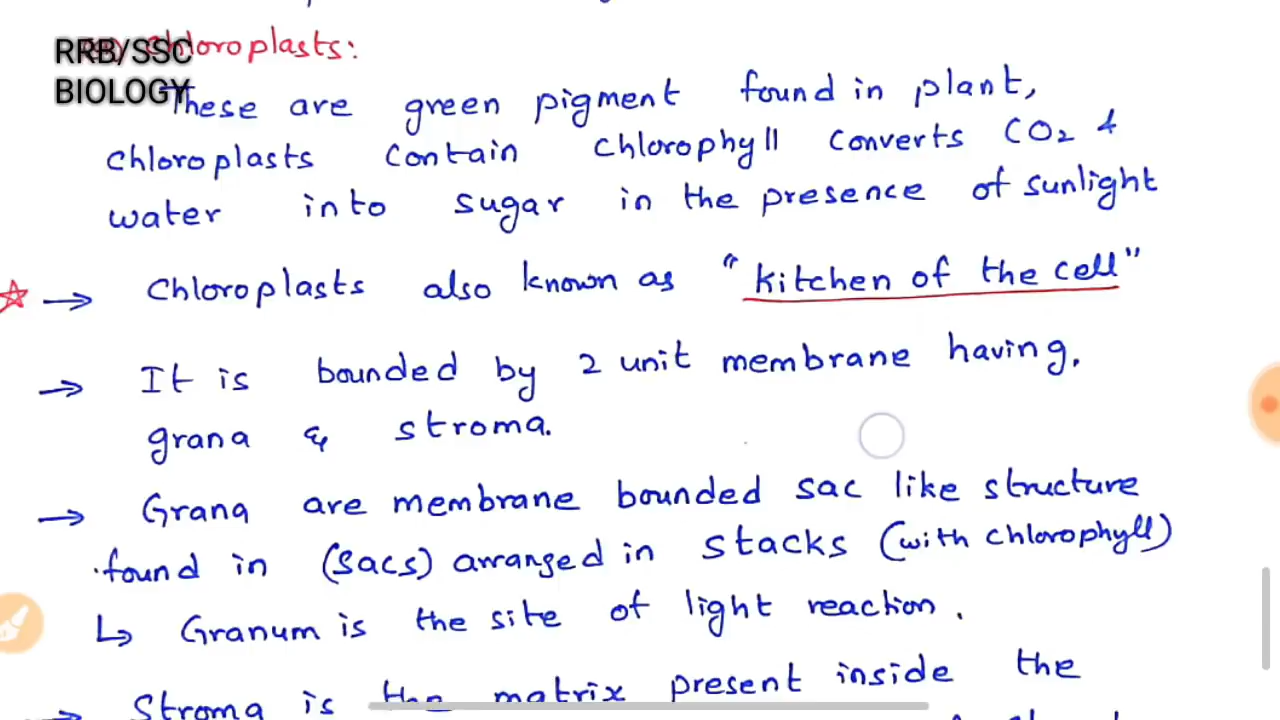 RRB/SSC
Chloroplasts:
BIOLOGY
These are green pigment found in plant,
chloroplasts contain chlorophyll converts CO2 &
water into sugar in the presence of sunlight
→ Chloroplasts also known as "kitchen of the cell"
→ It is bounded by 2 unit membrane having,
grana & stroma.
→ Grana are membrane bounded sac like structure
found in (sacs) arranged in stacks (with chlorophyll)
↳ Granum is the site of light reaction.
→ Stroma is the matrix present inside the